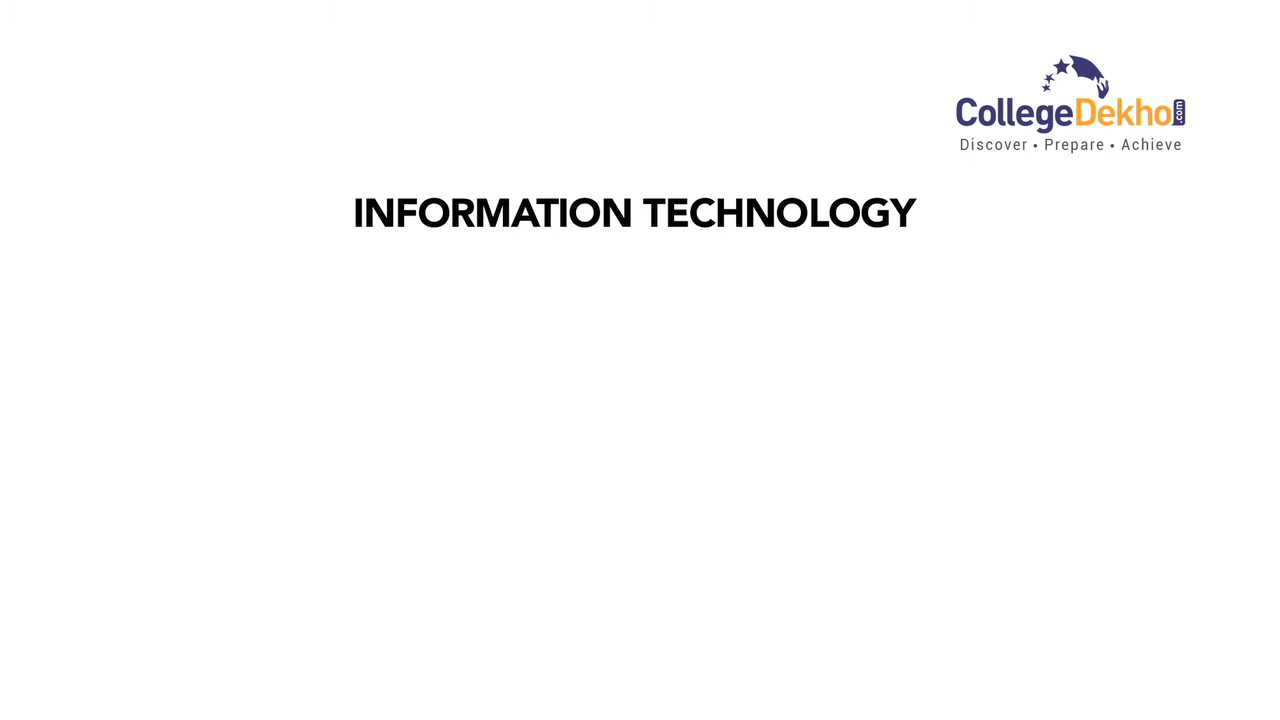 CollegeDekho.com
Discover • Prepare • Achieve
INFORMATION TECHNOLOGY